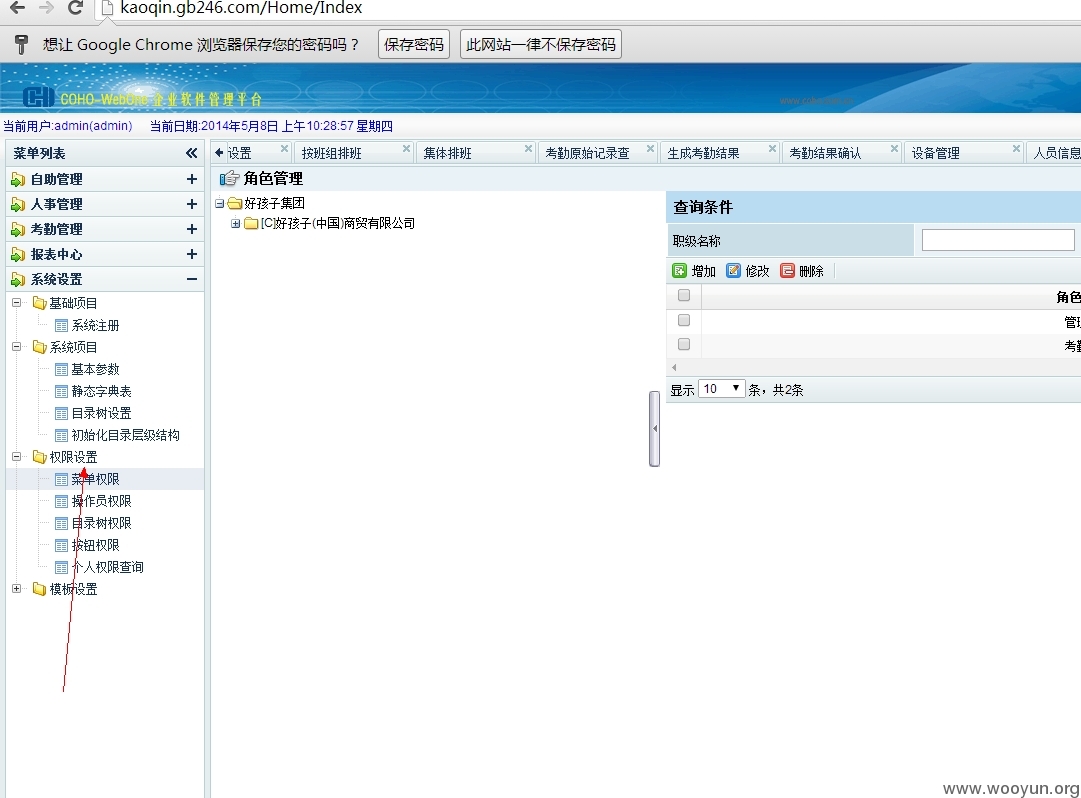 kaoqin.gb246.com/Home/Index
想让 Google Chrome 浏览器保存您的密码吗？ 保存密码 此网站一律不保存密码
COHO-WebOne 企业软件管理平台
当前用户:admin(admin) 当前日期:2014年5月8日 上午10:28:57 星期四
菜单列表
自助管理
人事管理
考勤管理
报表中心
系统设置
基础项目
系统注册
系统项目
基本参数
静态字典表
目录树设置
初始化目录层级结构
权限设置
菜单权限
操作员权限
目录树权限
按钮权限
个人权限查询
模板设置
设置 按班组排班 集体排班 考勤原始记录查 生成考勤结果 考勤结果确认 设备管理 人员信息
角色管理
好孩子集团
[C]好孩子(中国)商贸有限公司
查询条件
职级名称
增加 修改 删除
角色
管理
考勤
显示 10 条，共2条
www.wooyun.org